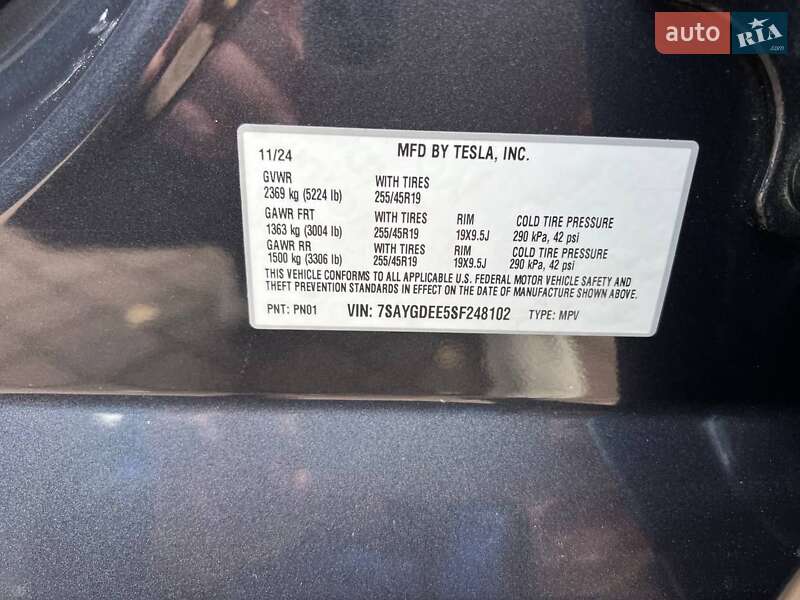 auto RIA.com
11/24 MFD BY TESLA, INC.
GVWR WITH TIRES
2369 kg (5224 lb) 255/45R19
GAWR FRT WITH TIRES RIM COLD TIRE PRESSURE
1363 kg (3004 lb) 255/45R19 19X9.5J 290 kPa, 42 psi
GAWR RR WITH TIRES RIM COLD TIRE PRESSURE
1500 kg (3306 lb) 255/45R19 19X9.5J 290 kPa, 42 psi
THIS VEHICLE CONFORMS TO ALL APPLICABLE U.S. FEDERAL MOTOR VEHICLE SAFETY AND
THEFT PREVENTION STANDARDS IN EFFECT ON THE DATE OF MANUFACTURE SHOWN ABOVE.
PNT: PN01 VIN: 7SAYGDEE5SF248102 TYPE: MPV